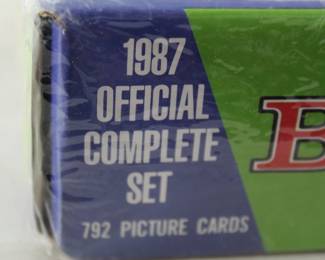 1987
OFFICIAL
COMPLETE
SET
792 PICTURE CARDS
B